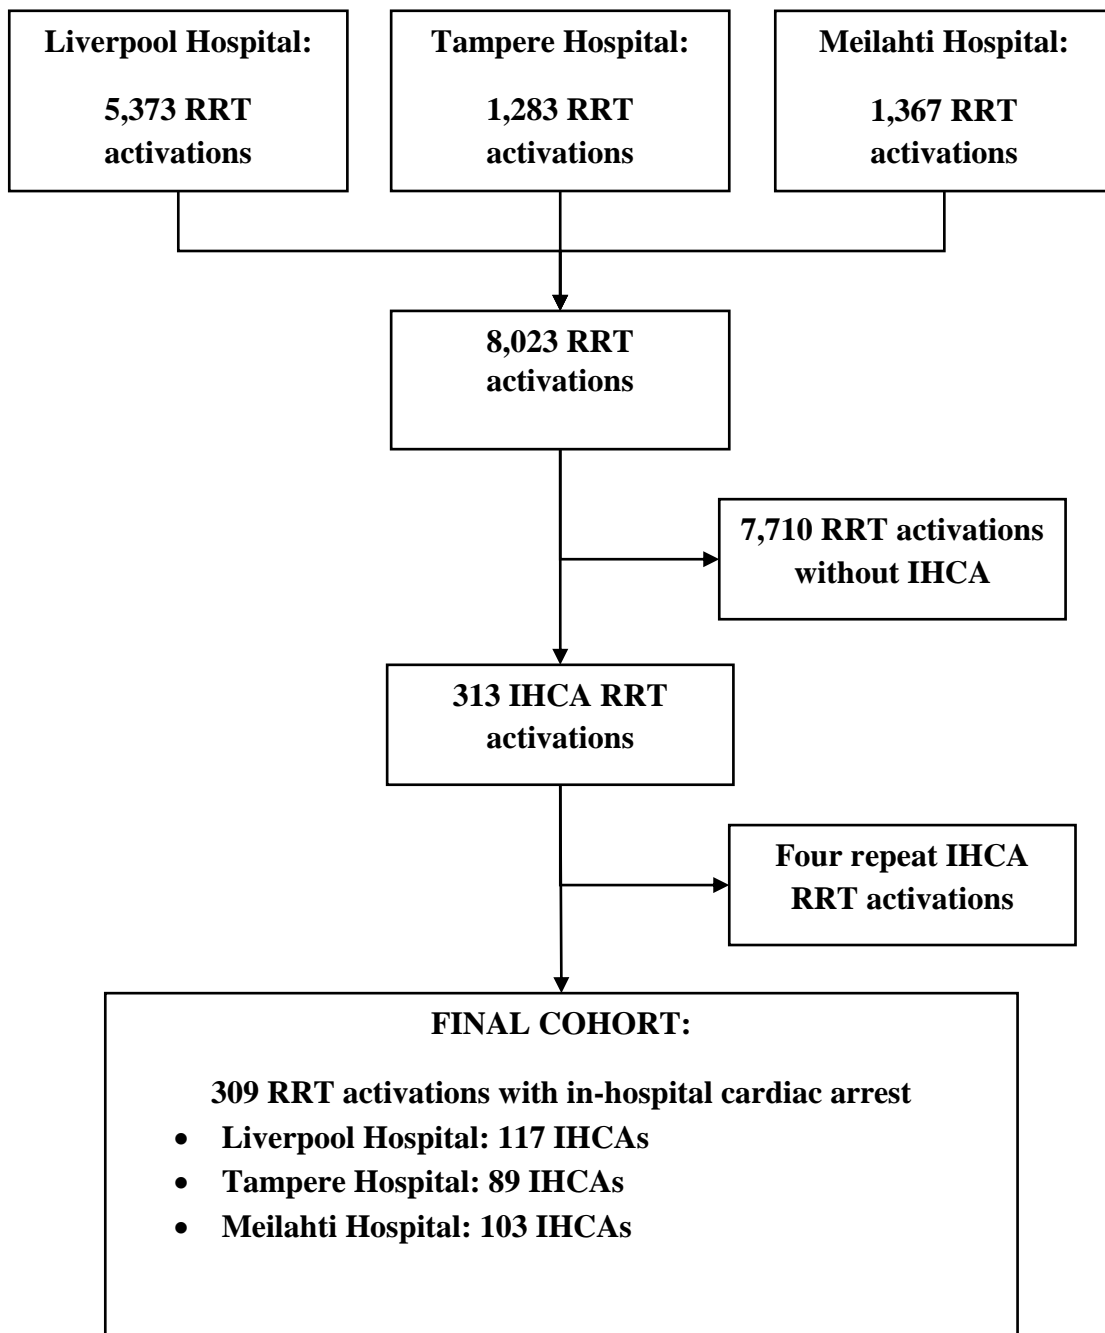 Liverpool Hospital:
5,373 RRT
activations
Tampere Hospital:
1,283 RRT
activations
Meilahti Hospital:
1,367 RRT
activations
8,023 RRT
activations
7,710 RRT activations
without IHCA
313 IHCA RRT
activations
Four repeat IHCA
RRT activations
FINAL COHORT:
309 RRT activations with in-hospital cardiac arrest
• Liverpool Hospital: 117 IHCAs
• Tampere Hospital: 89 IHCAs
• Meilahti Hospital: 103 IHCAs